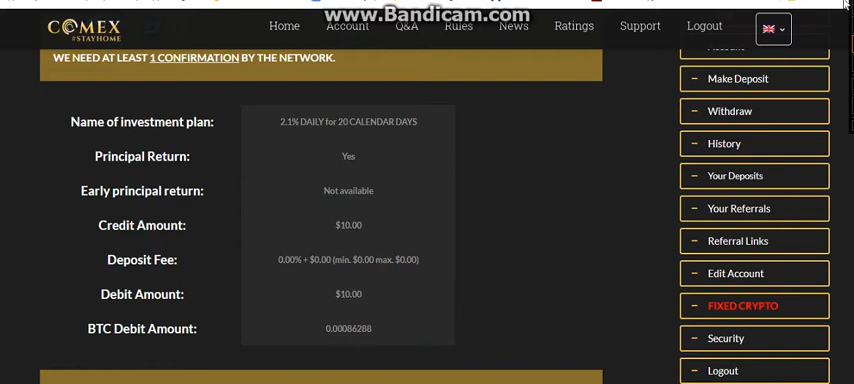 www.Bandicam.com
COMEX
#STAYHOME
Home
Account
Q&A
Rules
News
Ratings
Support
Logout
WE NEED AT LEAST 1 CONFIRMATION BY THE NETWORK.
Name of investment plan: 2.1% DAILY for 20 CALENDAR DAYS
Principal Return: Yes
Early principal return: Not available
Credit Amount: $10.00
Deposit Fee: 0.00% + $0.00 (min. $0.00 max. $0.00)
Debit Amount: $10.00
BTC Debit Amount: 0.00086288
Account
Make Deposit
Withdraw
History
Your Deposits
Your Referrals
Referral Links
Edit Account
FIXED CRYPTO
Security
Logout